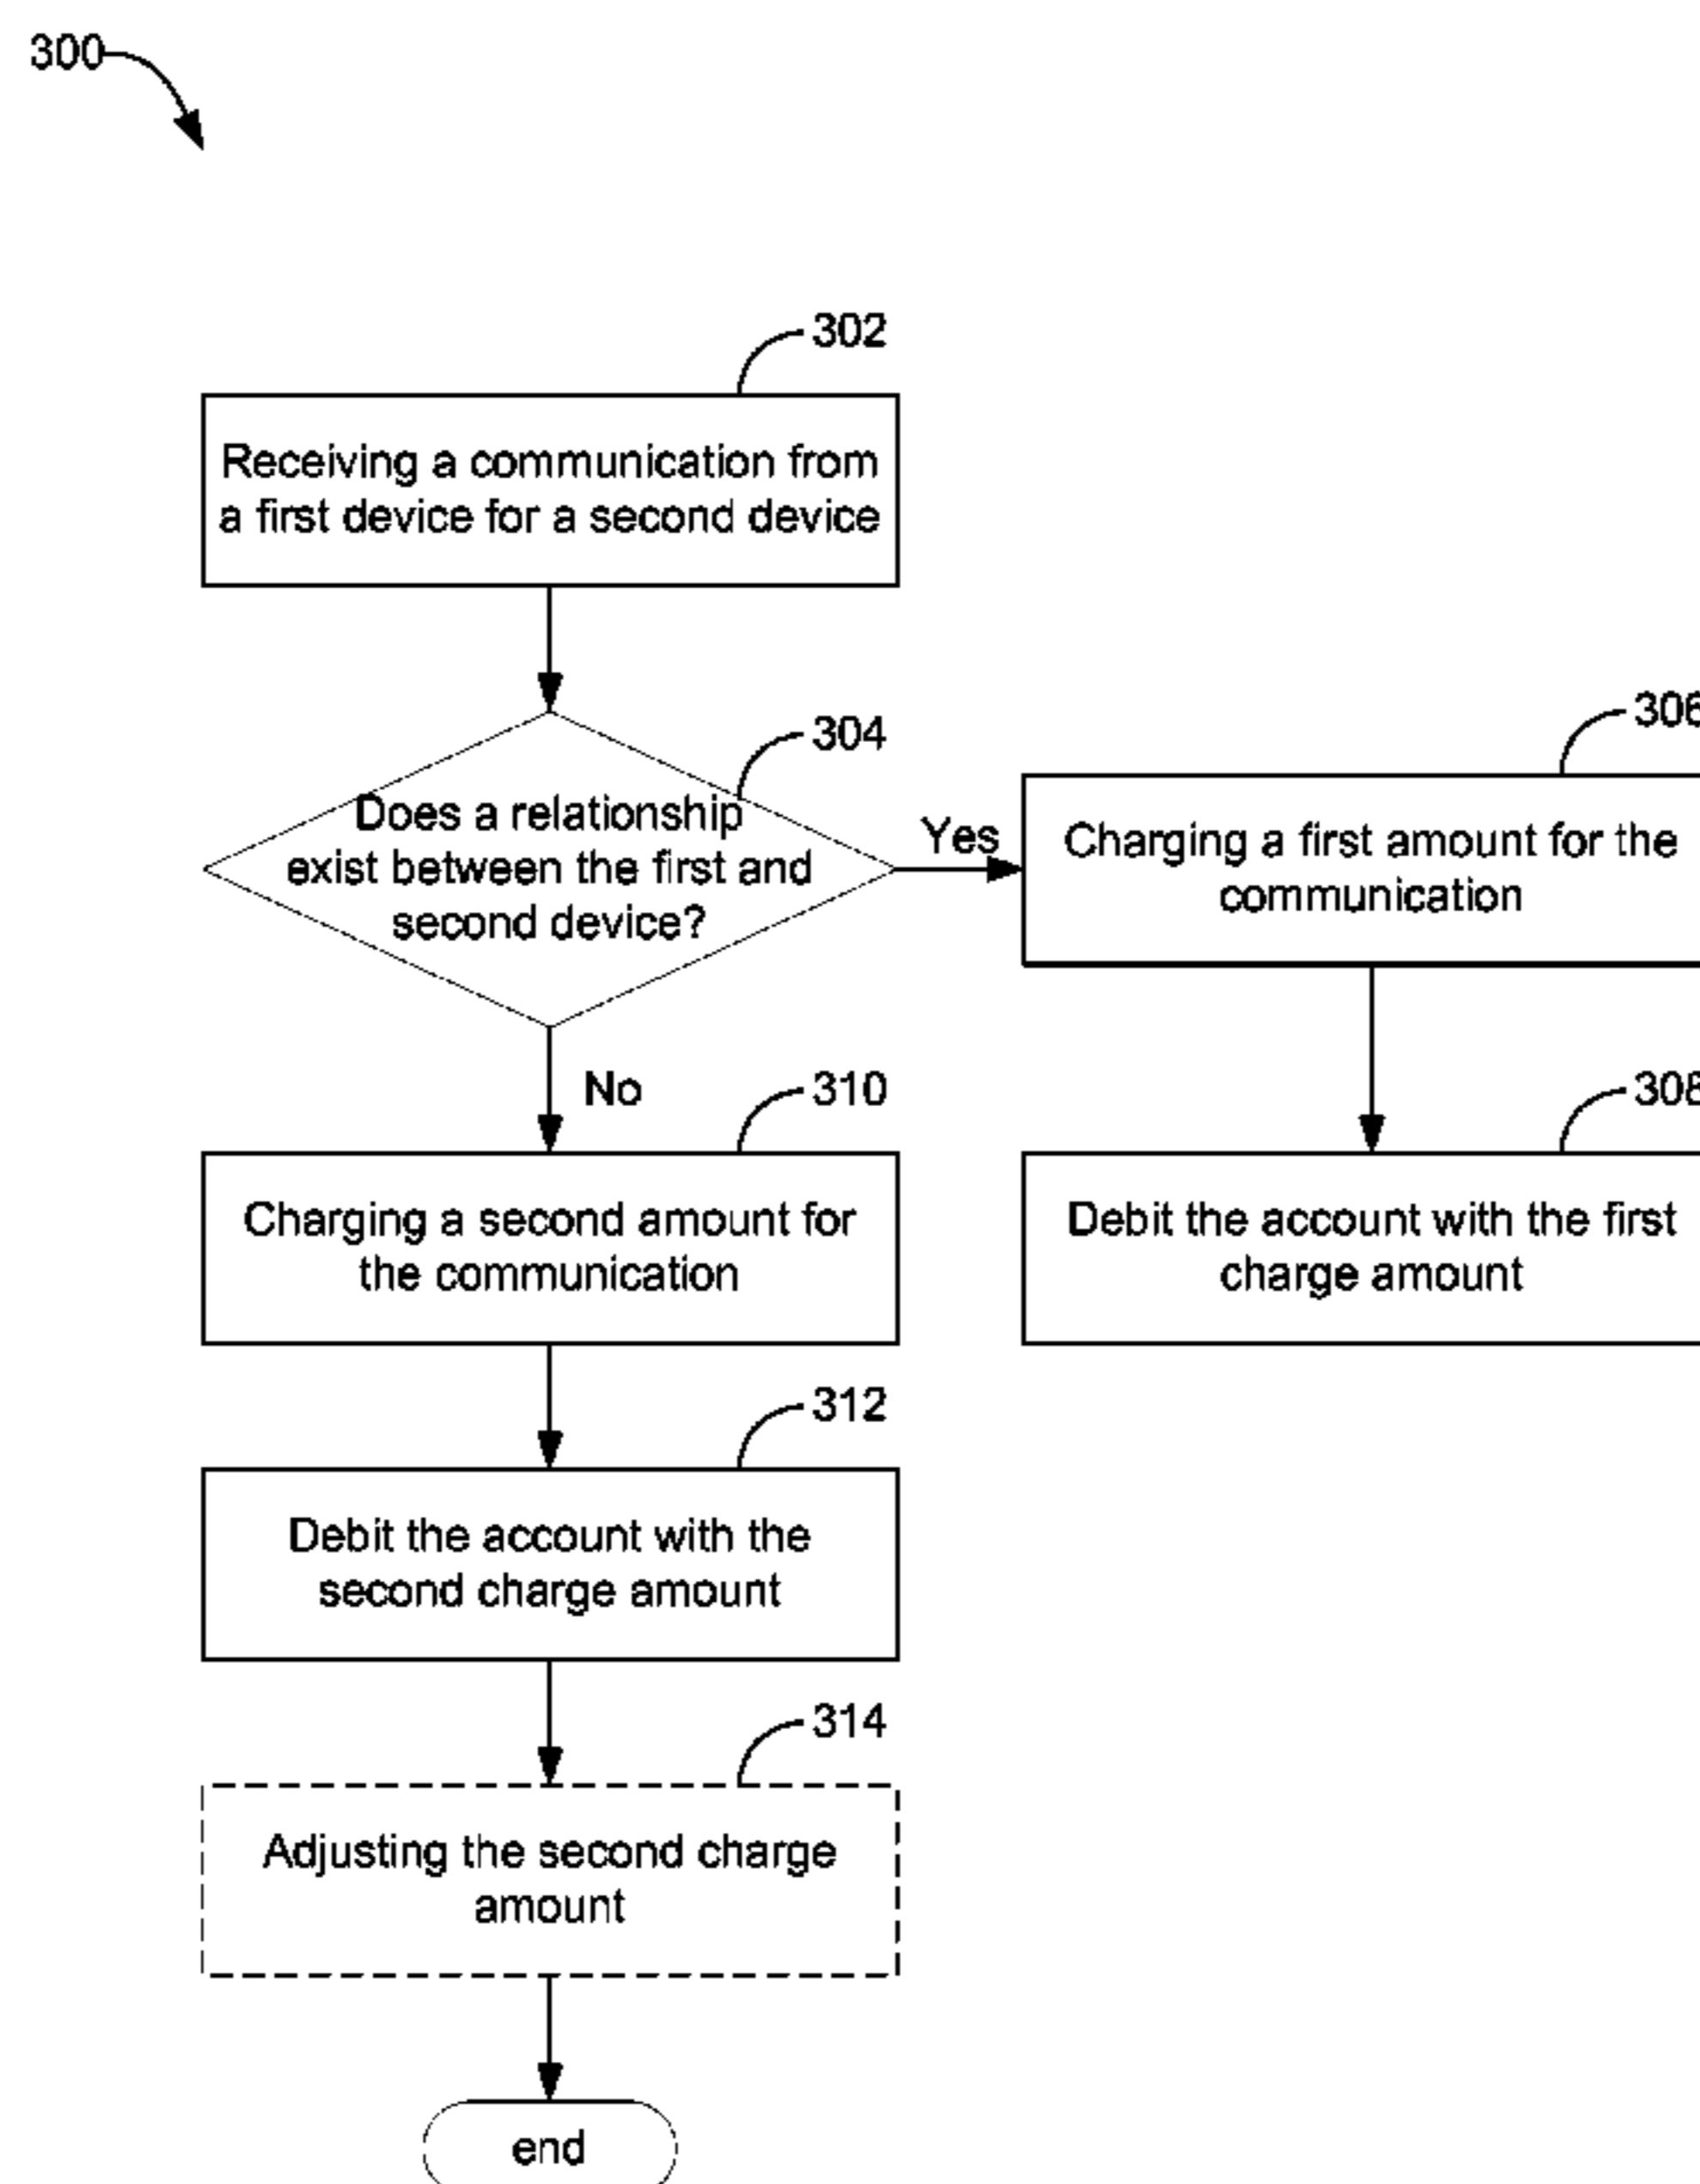 300
302
Receiving a communication from
a first device for a second device
304
Does a relationship
exist between the first and
second device?
Yes
306
Charging a first amount for the
communication
No
310
Charging a second amount for
the communication
308
Debit the account with the first
charge amount
312
Debit the account with the
second charge amount
314
Adjusting the second charge
amount
end